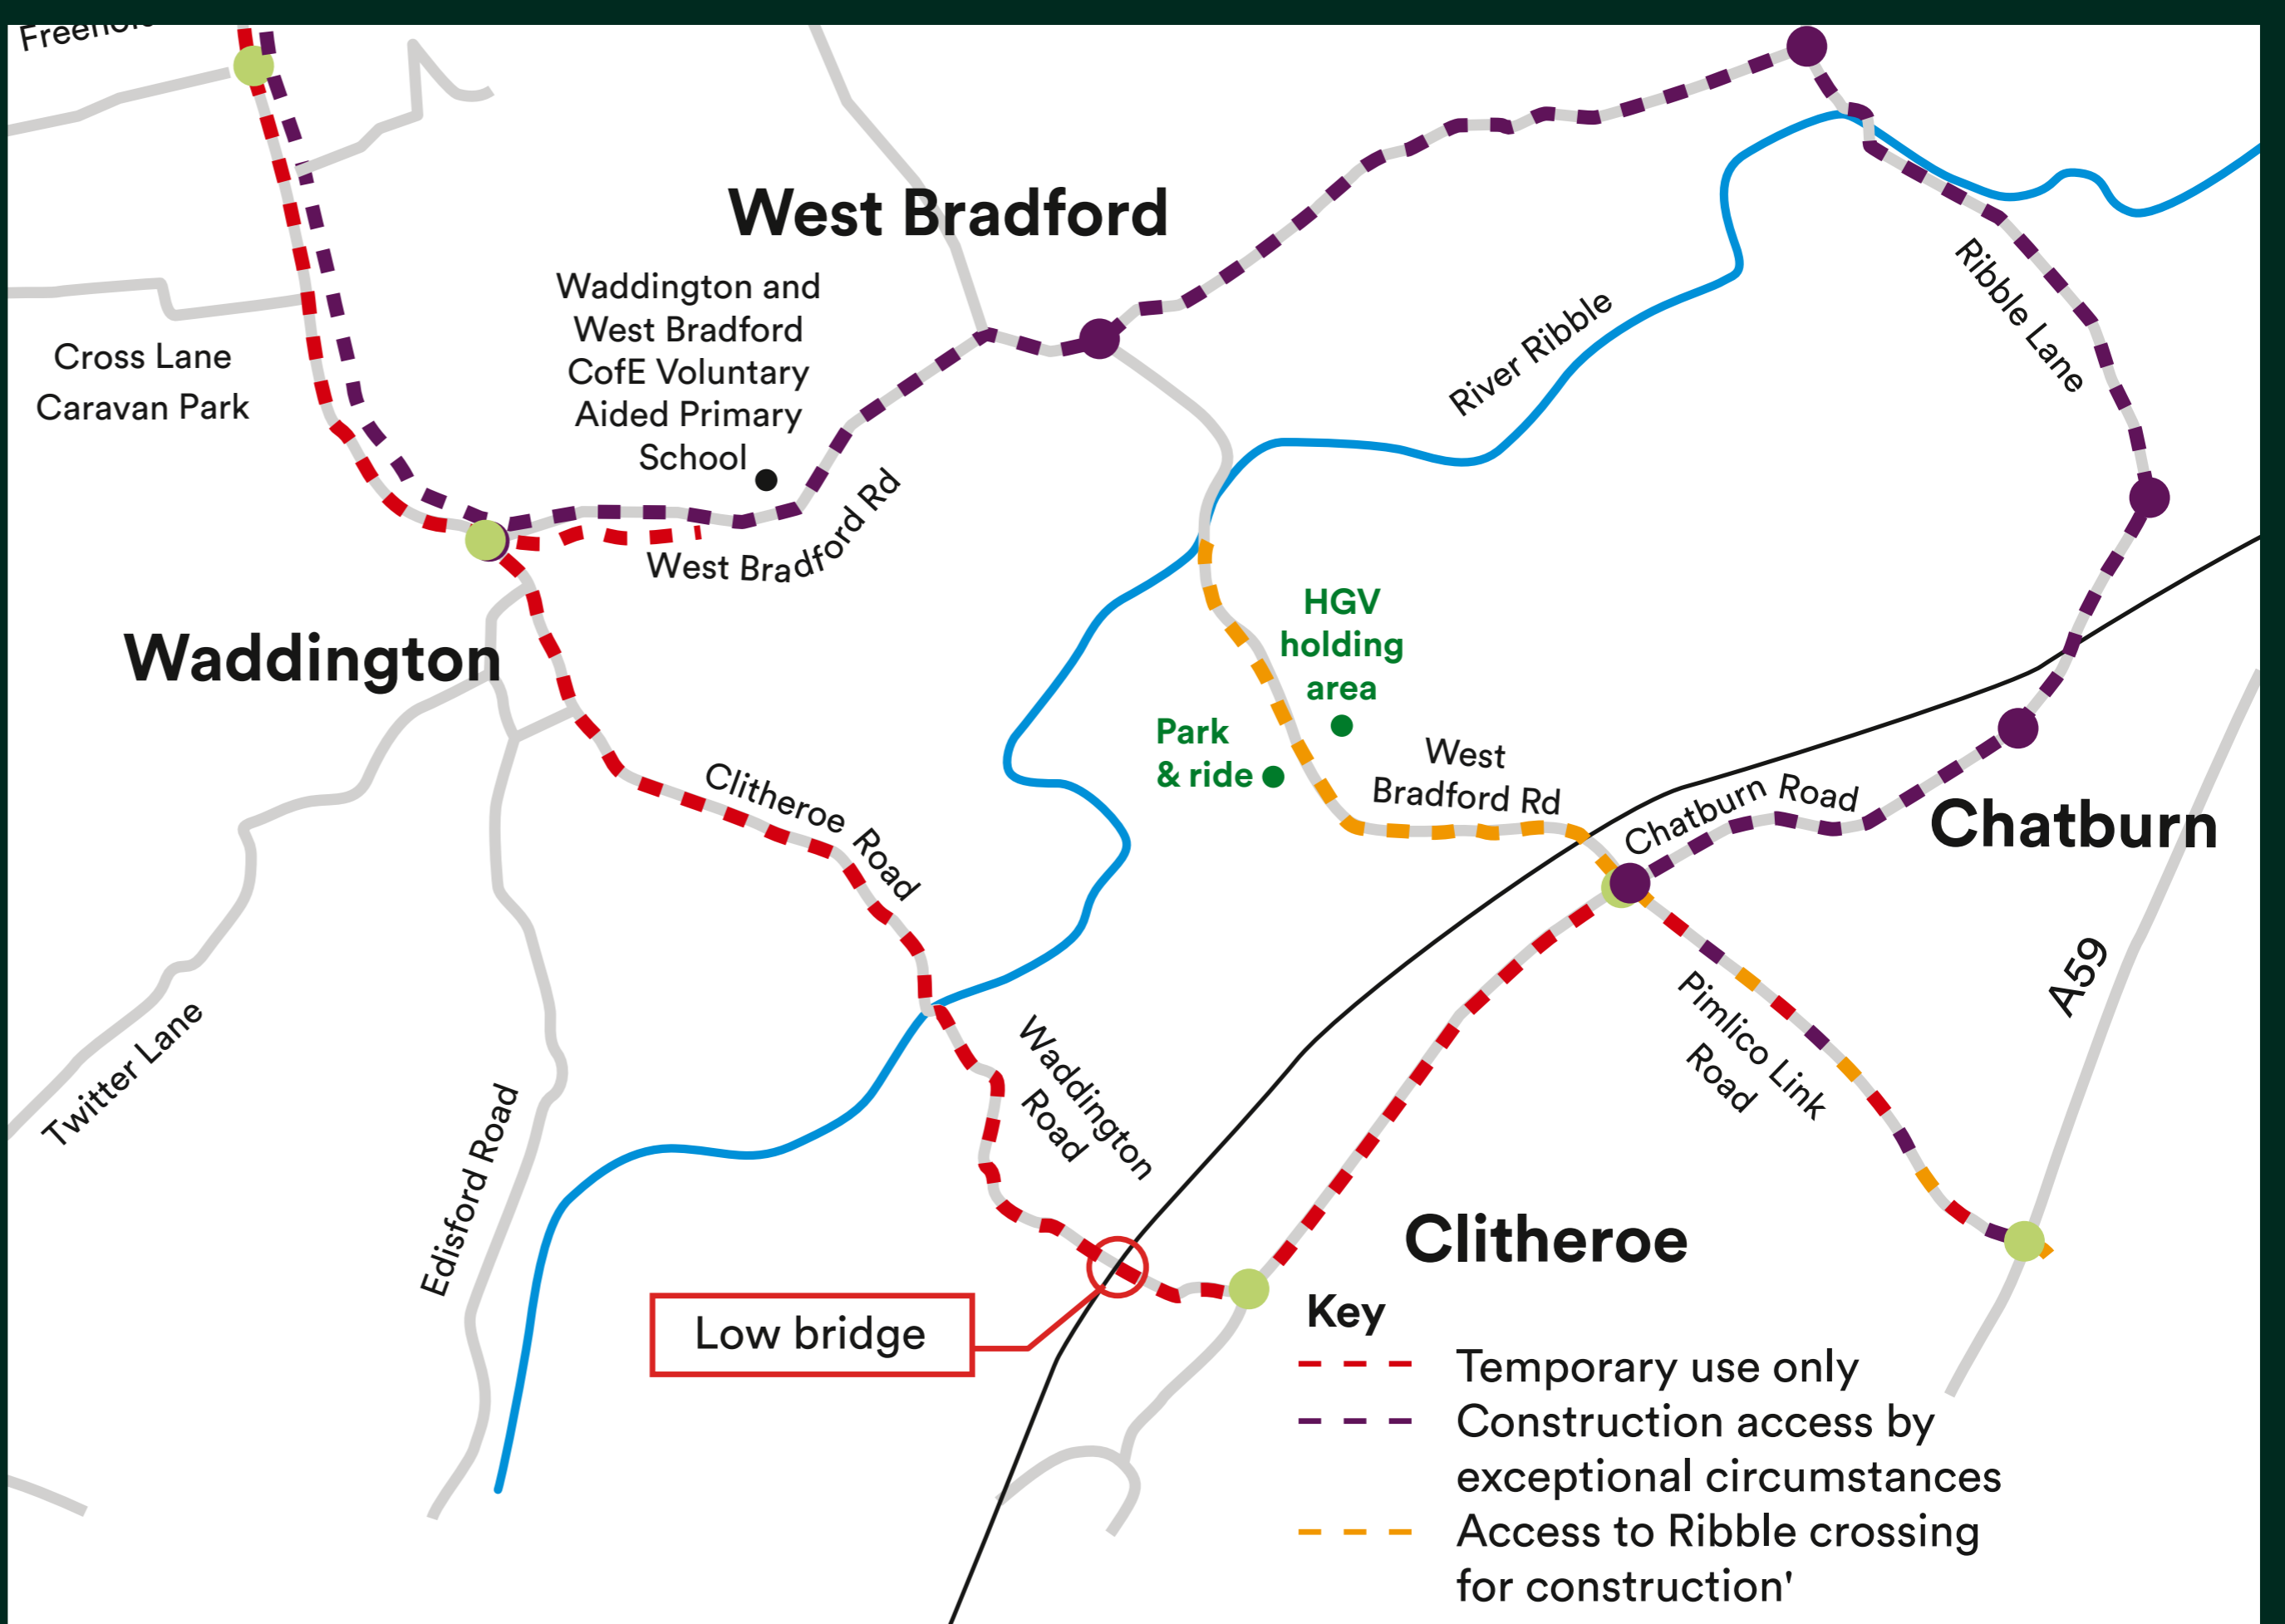 West Bradford
Waddington and
West Bradford
CofE Voluntary
Aided Primary
School
Cross Lane
Caravan Park
River Ribble
Ribble Lane
West Bradford Rd
Waddington
HGV
holding
area
Park
& ride
West
Bradford Rd
Chatburn Road
Chatburn
Clitheroe Road
A59
Pimlico Link
Road
Twitter Lane
Waddington
Road
Edisford Road
Clitheroe
Low bridge
Key
Temporary use only
Construction access by
exceptional circumstances
Access to Ribble crossing
for construction'